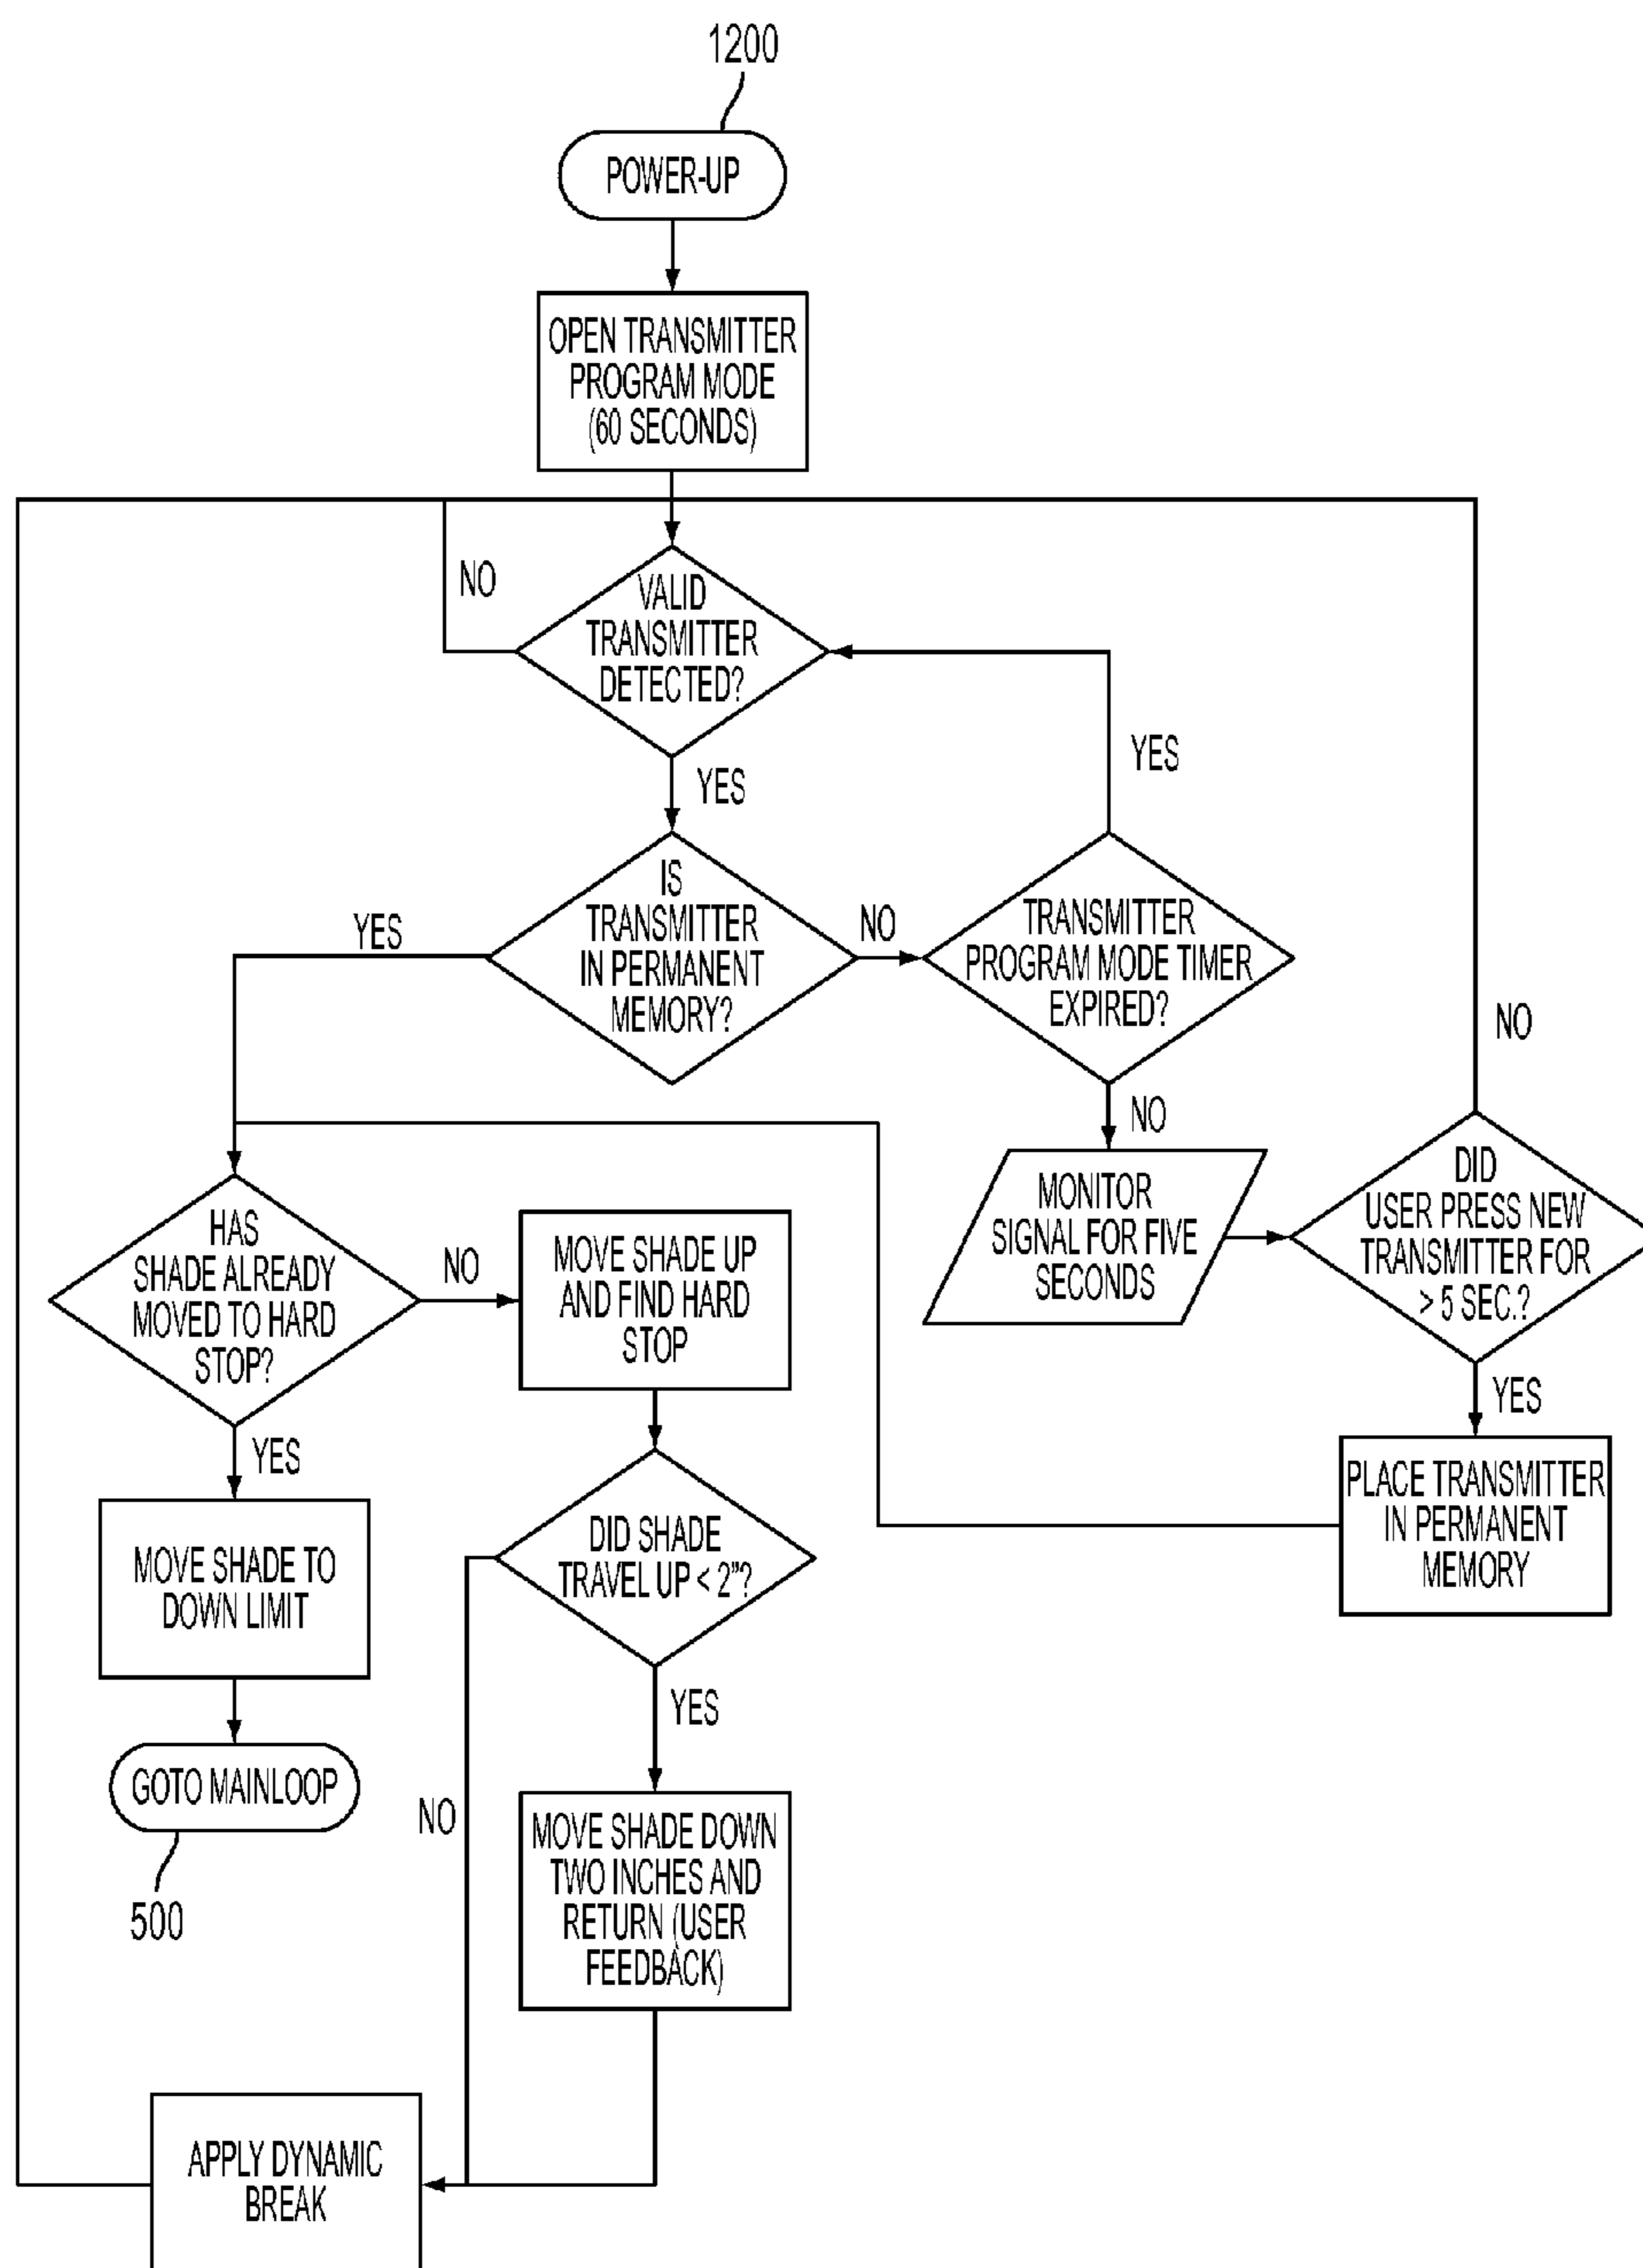 1200
POWER-UP
OPEN TRANSMITTER
PROGRAM MODE
(60 SECONDS)
NO
VALID
TRANSMITTER
DETECTED?
YES
YES
IS
TRANSMITTER
IN PERMANENT
MEMORY?
YES
NO
TRANSMITTER
PROGRAM MODE TIMER
EXPIRED?
NO
NO
MONITOR
SIGNAL FOR FIVE
SECONDS
DID
USER PRESS NEW
TRANSMITTER FOR
> 5 SEC.?
YES
PLACE TRANSMITTER
IN PERMANENT
MEMORY
HAS
SHADE ALREADY
MOVED TO HARD
STOP?
NO
MOVE SHADE UP
AND FIND HARD
STOP
YES
MOVE SHADE TO
DOWN LIMIT
DID SHADE
TRAVEL UP < 2"?
YES
GOTO MAINLOOP
500
NO
MOVE SHADE DOWN
TWO INCHES AND
RETURN (USER
FEEDBACK)
APPLY DYNAMIC
BREAK